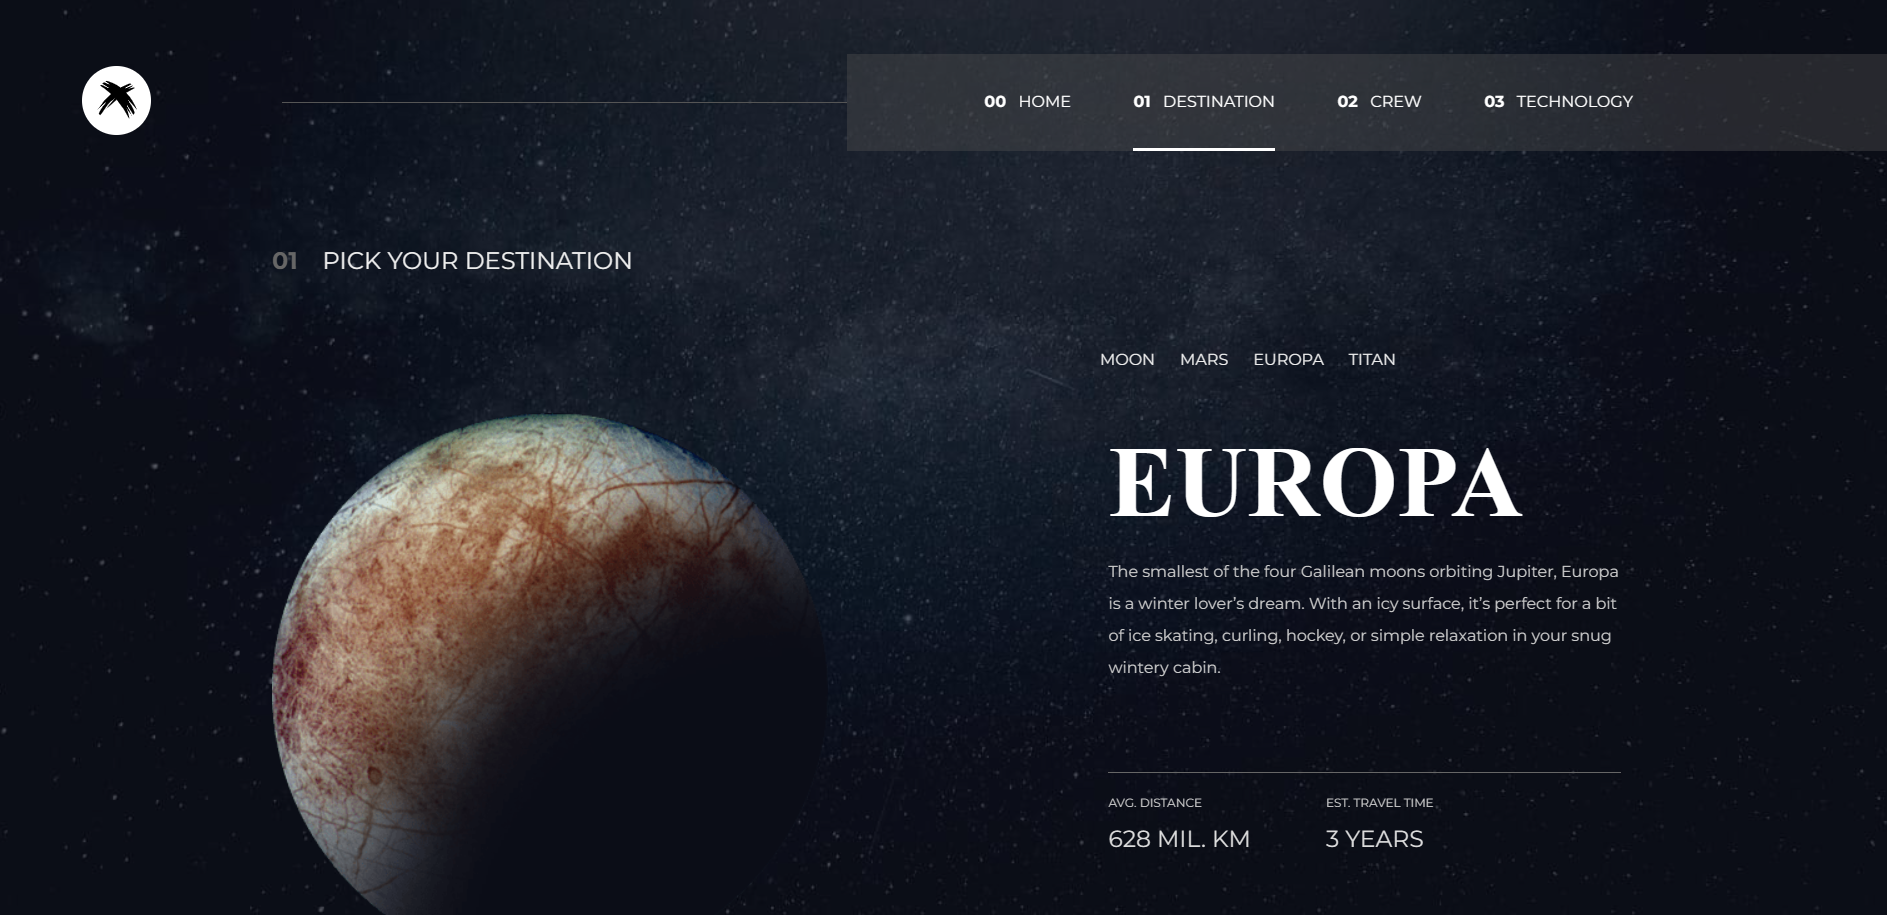 00 HOME 01 DESTINATION 02 CREW 03 TECHNOLOGY
01 PICK YOUR DESTINATION
MOON MARS EUROPA TITAN
EUROPA
The smallest of the four Galilean moons orbiting Jupiter, Europa
is a winter lover’s dream. With an icy surface, it’s perfect for a bit
of ice skating, curling, hockey, or simple relaxation in your snug
wintery cabin.
AVG. DISTANCE EST. TRAVEL TIME
628 MIL. KM 3 YEARS